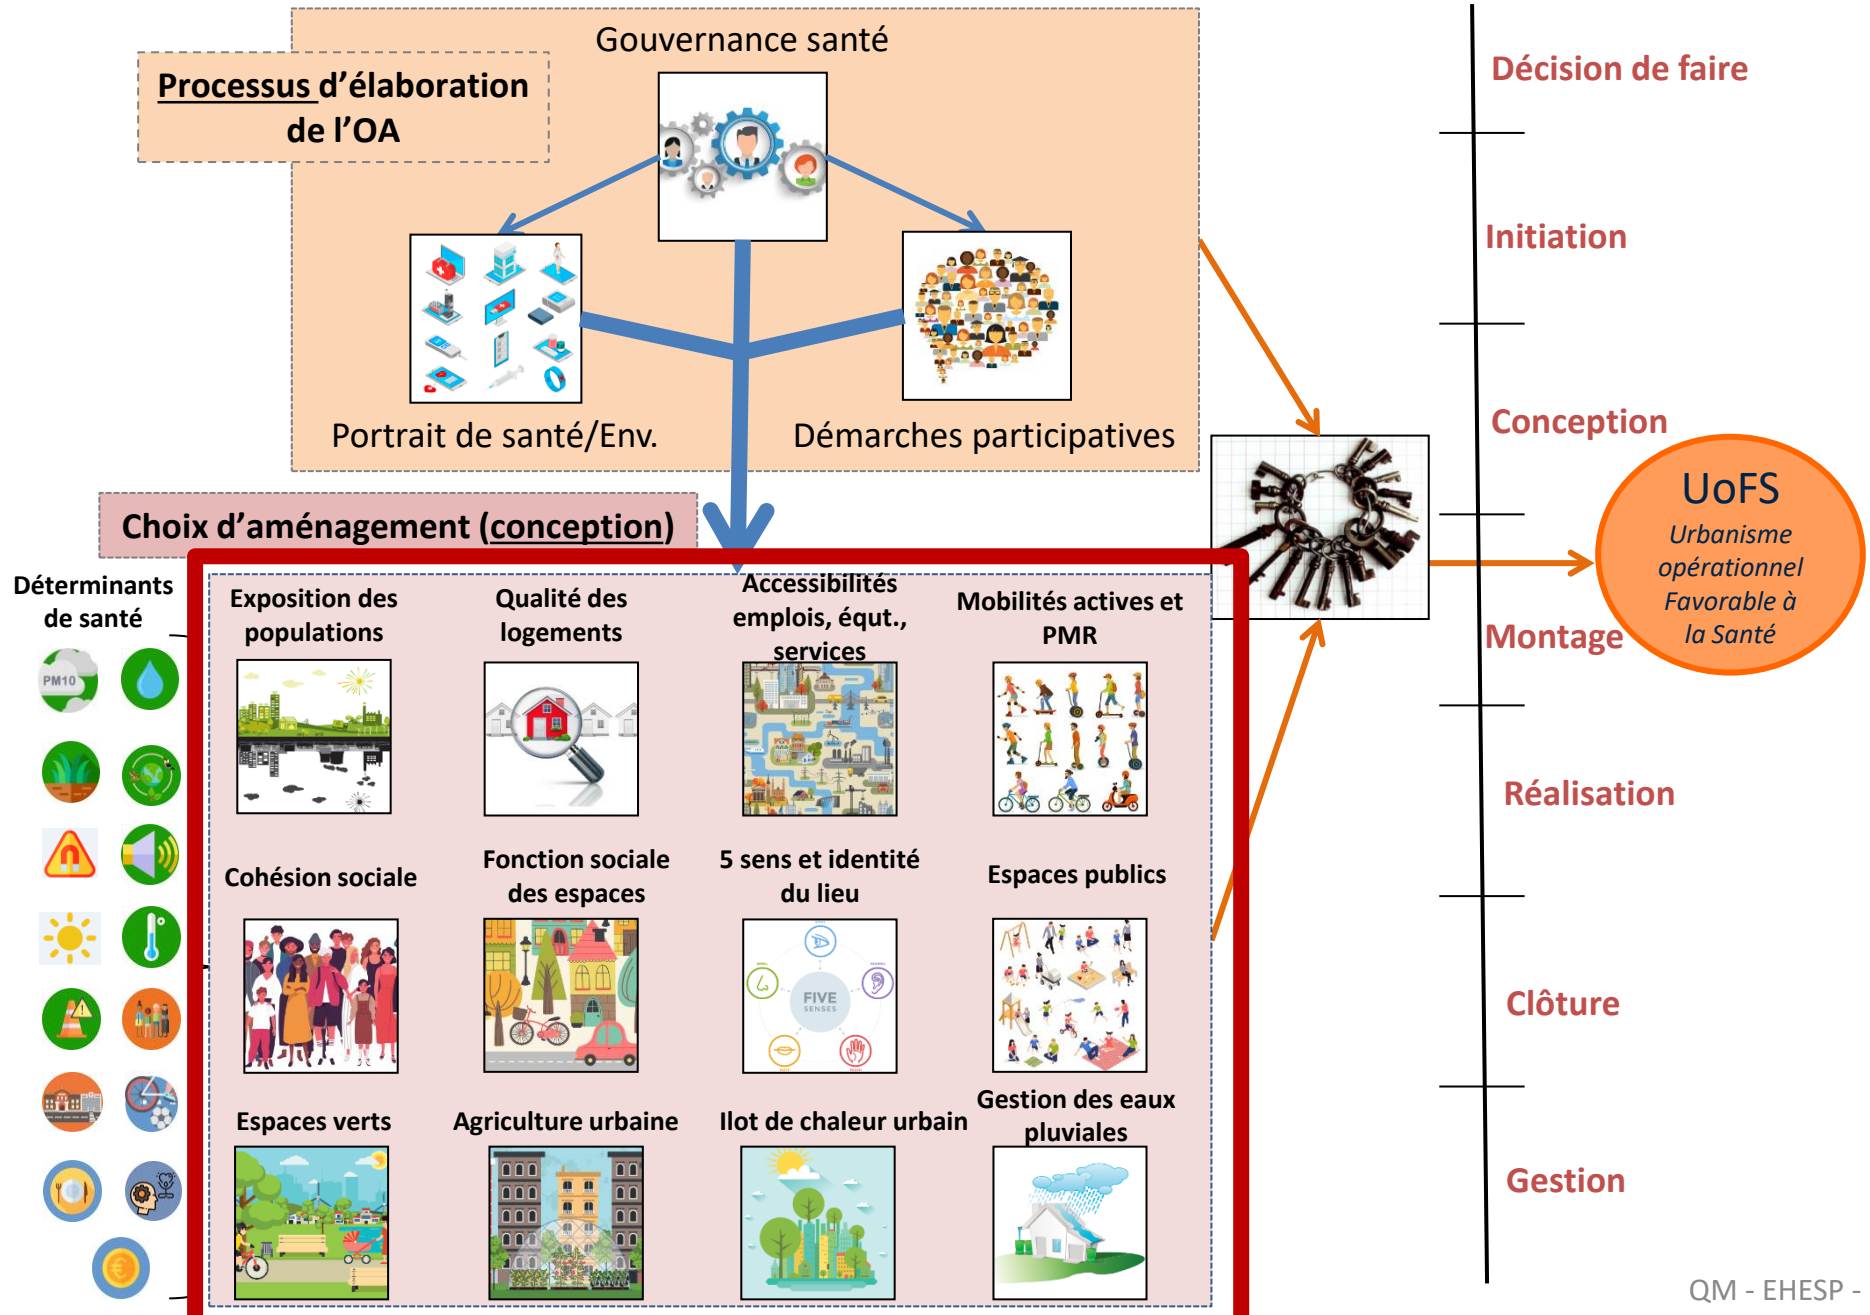 Gouvernance santé
Processus d'élaboration
de l'OA
Portrait de santé/Env.
Démarches participatives
Choix d'aménagement (conception)
Déterminants
de santé
PM10
Exposition des
populations
Qualité des
logements
Accessibilités
emplois, équt.,
services
Mobilités actives et
PMR
Cohésion sociale
Fonction sociale
des espaces
5 sens et identité
du lieu
FIVE
SENSES
Espaces publics
Espaces verts
Agriculture urbaine
Ilot de chaleur urbain
Gestion des eaux
pluviales
Décision de faire
Initiation
Conception
UoFS
Urbanisme
opérationnel
Favorable à
la Santé
Montage
Réalisation
Clôture
Gestion
QM - EHESP -